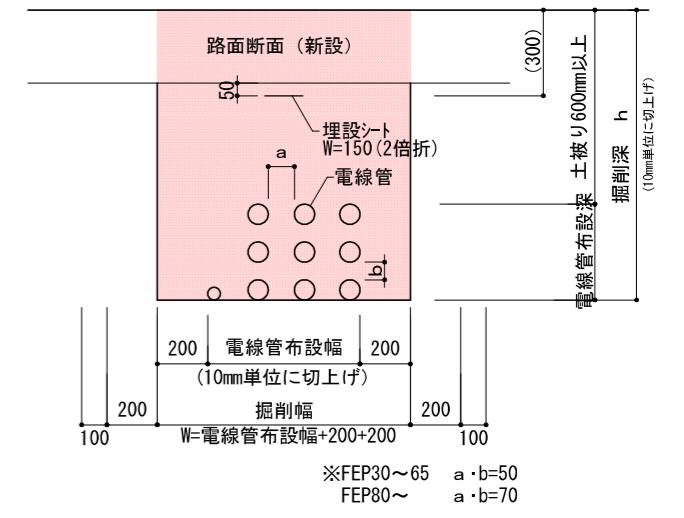 路面断面（新設）
50
(300)
埋設ｼｰﾄ
W=150(2倍折)
a
電線管
b
電線管布設深 土被り600mm以上
掘削深 h
(10mm単位に切上げ)
200 電線管布設幅 200
(10mm単位に切上げ)
200 掘削幅 200
100 W=電線管布設幅+200+200 100
※FEP30～65 a・b=50
FEP80～ a・b=70